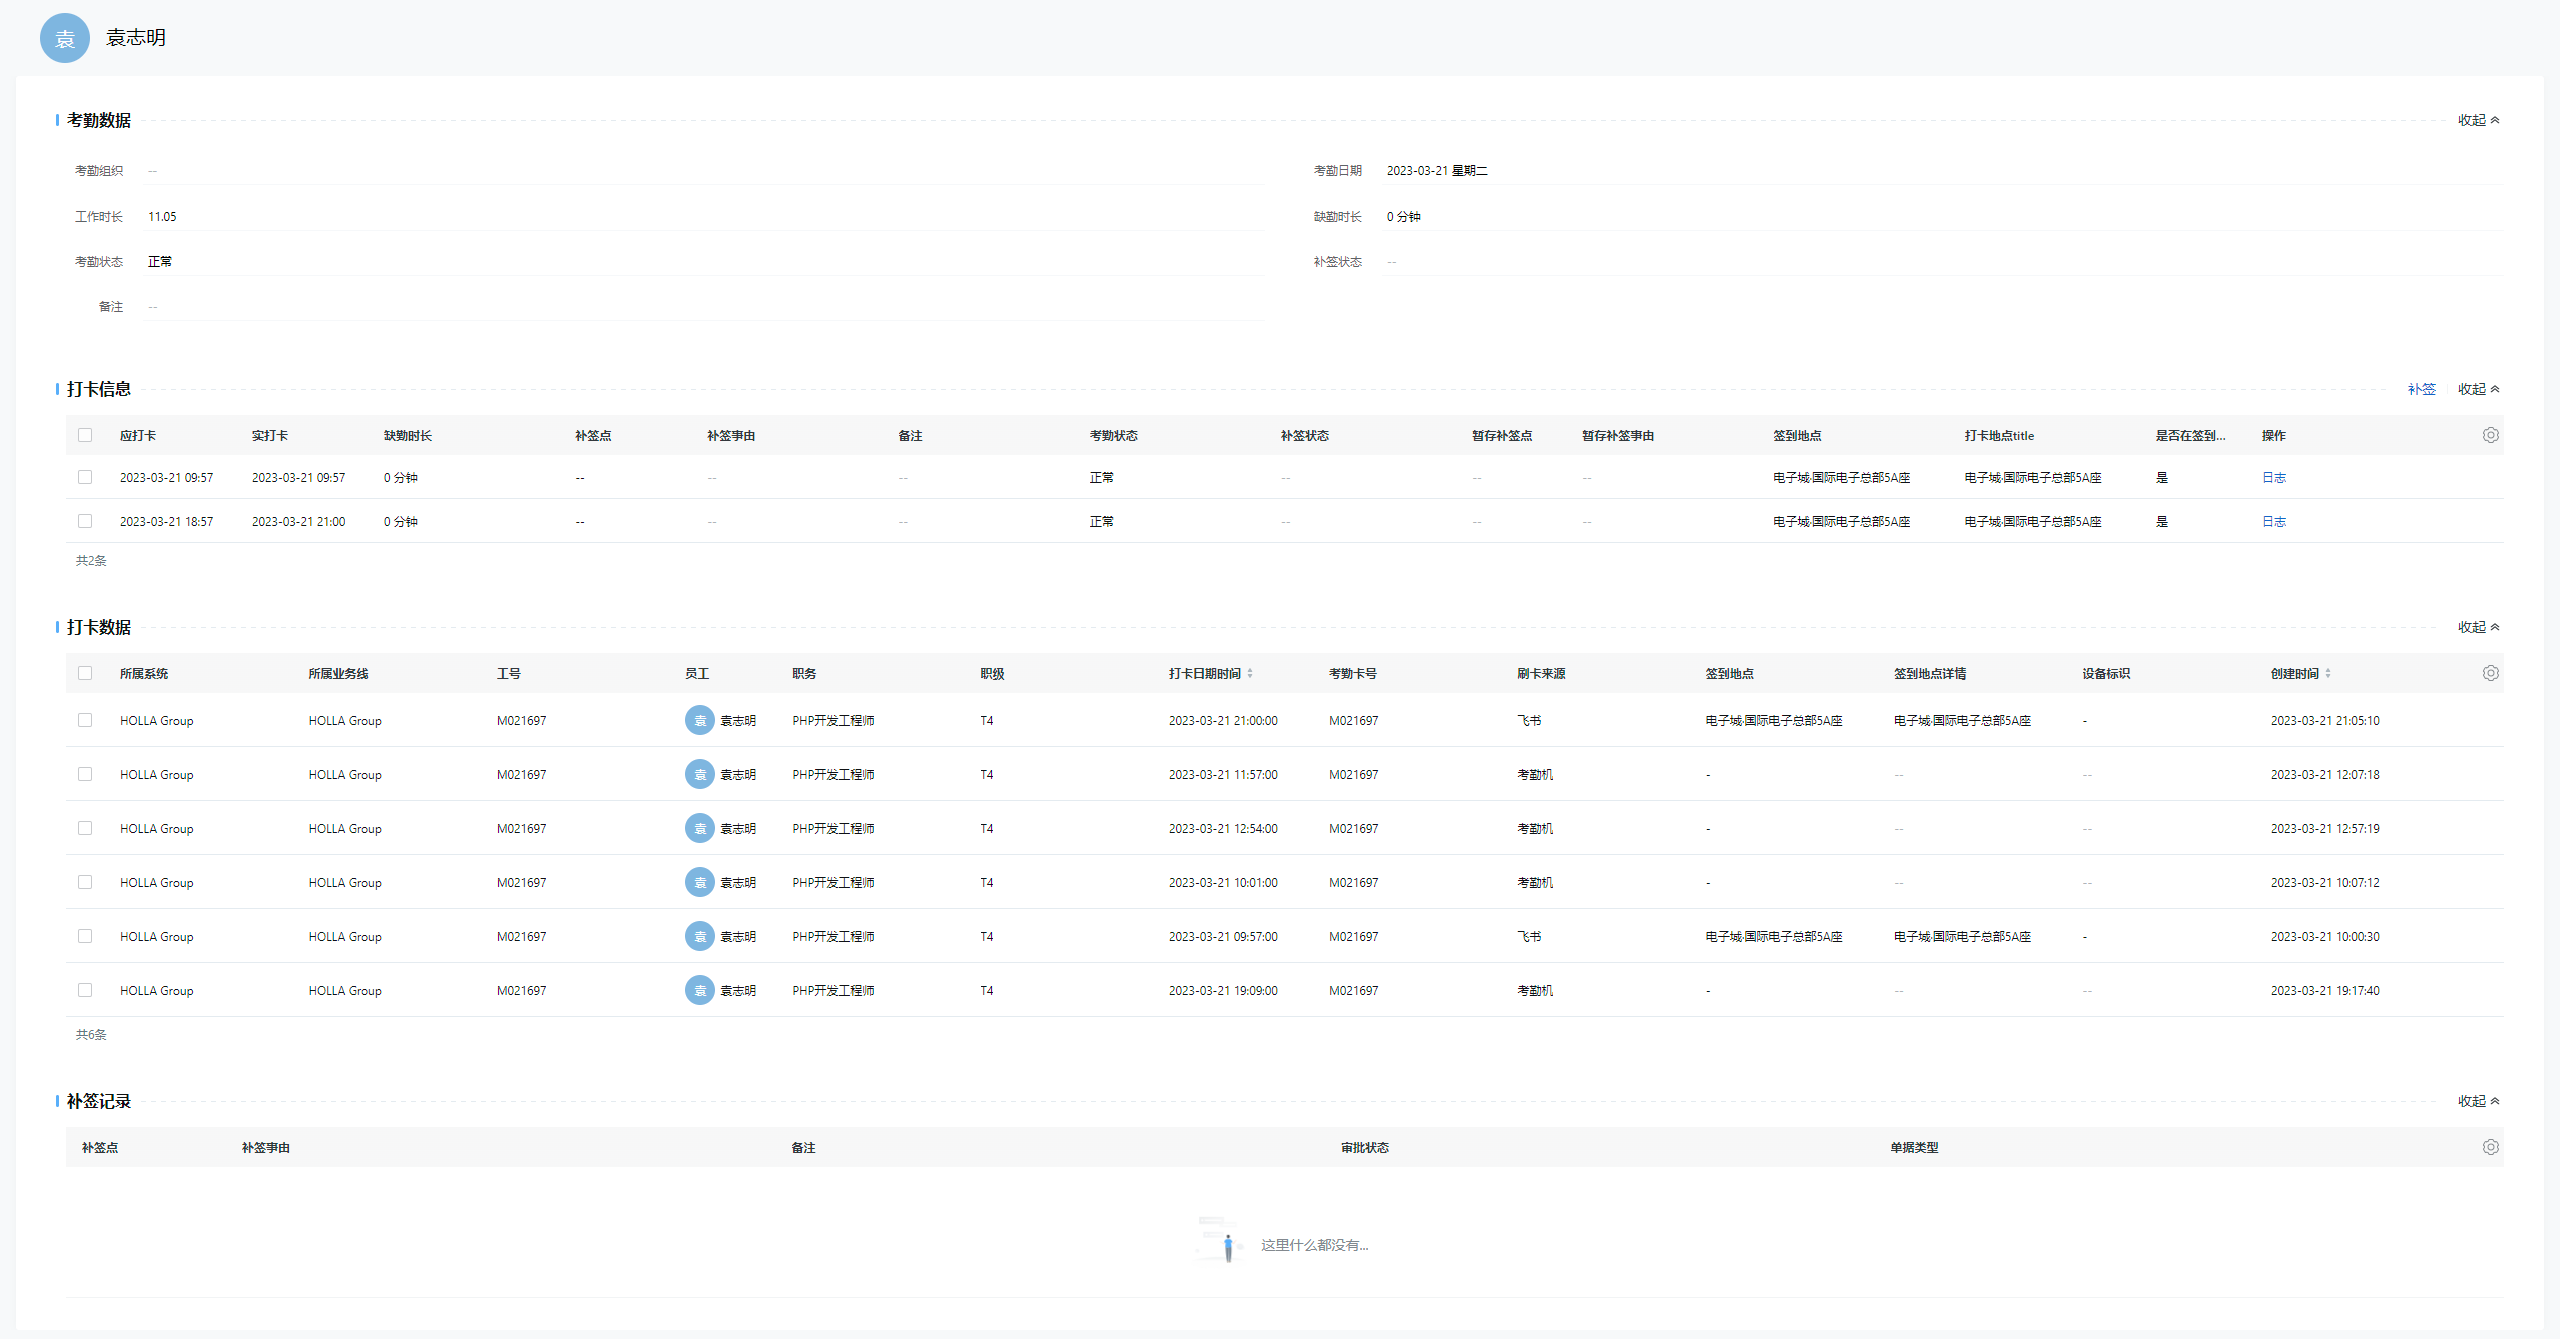 袁 袁志明
考勤数据 收起
考勤组织 -- 考勤日期 2023-03-21 星期二
工作时长 11.05 缺勤时长 0 分钟
考勤状态 正常 补签状态 --
备注 --
打卡信息 补签 收起
应打卡 实打卡 缺勤时长 补签点 补签事由 备注 考勤状态 补签状态 暂存补签点 暂存补签事由 签到地点 打卡地点title 是否在签到... 操作
2023-03-21 09:57 2023-03-21 09:57 0 分钟 -- -- -- 正常 -- -- -- 电子城·国际电子总部5A座 电子城·国际电子总部5A座 是 日志
2023-03-21 18:57 2023-03-21 21:00 0 分钟 -- -- -- 正常 -- -- -- 电子城·国际电子总部5A座 电子城·国际电子总部5A座 是 日志
共2条
打卡数据 收起
所属系统 所属业务线 工号 员工 职务 职级 打卡日期时间 考勤卡号 刷卡来源 签到地点 签到地点详情 设备标识 创建时间
HOLLA Group HOLLA Group M021697 袁 袁志明 PHP开发工程师 T4 2023-03-21 21:00:00 M021697 飞书 电子城·国际电子总部5A座 电子城·国际电子总部5A座 - 2023-03-21 21:05:10
HOLLA Group HOLLA Group M021697 袁 袁志明 PHP开发工程师 T4 2023-03-21 11:57:00 M021697 考勤机 - -- -- 2023-03-21 12:07:18
HOLLA Group HOLLA Group M021697 袁 袁志明 PHP开发工程师 T4 2023-03-21 12:54:00 M021697 考勤机 - -- -- 2023-03-21 12:57:19
HOLLA Group HOLLA Group M021697 袁 袁志明 PHP开发工程师 T4 2023-03-21 10:01:00 M021697 考勤机 - -- -- 2023-03-21 10:07:12
HOLLA Group HOLLA Group M021697 袁 袁志明 PHP开发工程师 T4 2023-03-21 09:57:00 M021697 飞书 电子城·国际电子总部5A座 电子城·国际电子总部5A座 - 2023-03-21 10:00:30
HOLLA Group HOLLA Group M021697 袁 袁志明 PHP开发工程师 T4 2023-03-21 19:09:00 M021697 考勤机 - -- -- 2023-03-21 19:17:40
共6条
补签记录 收起
补签点 补签事由 备注 审批状态 单据类型
这里什么都没有...